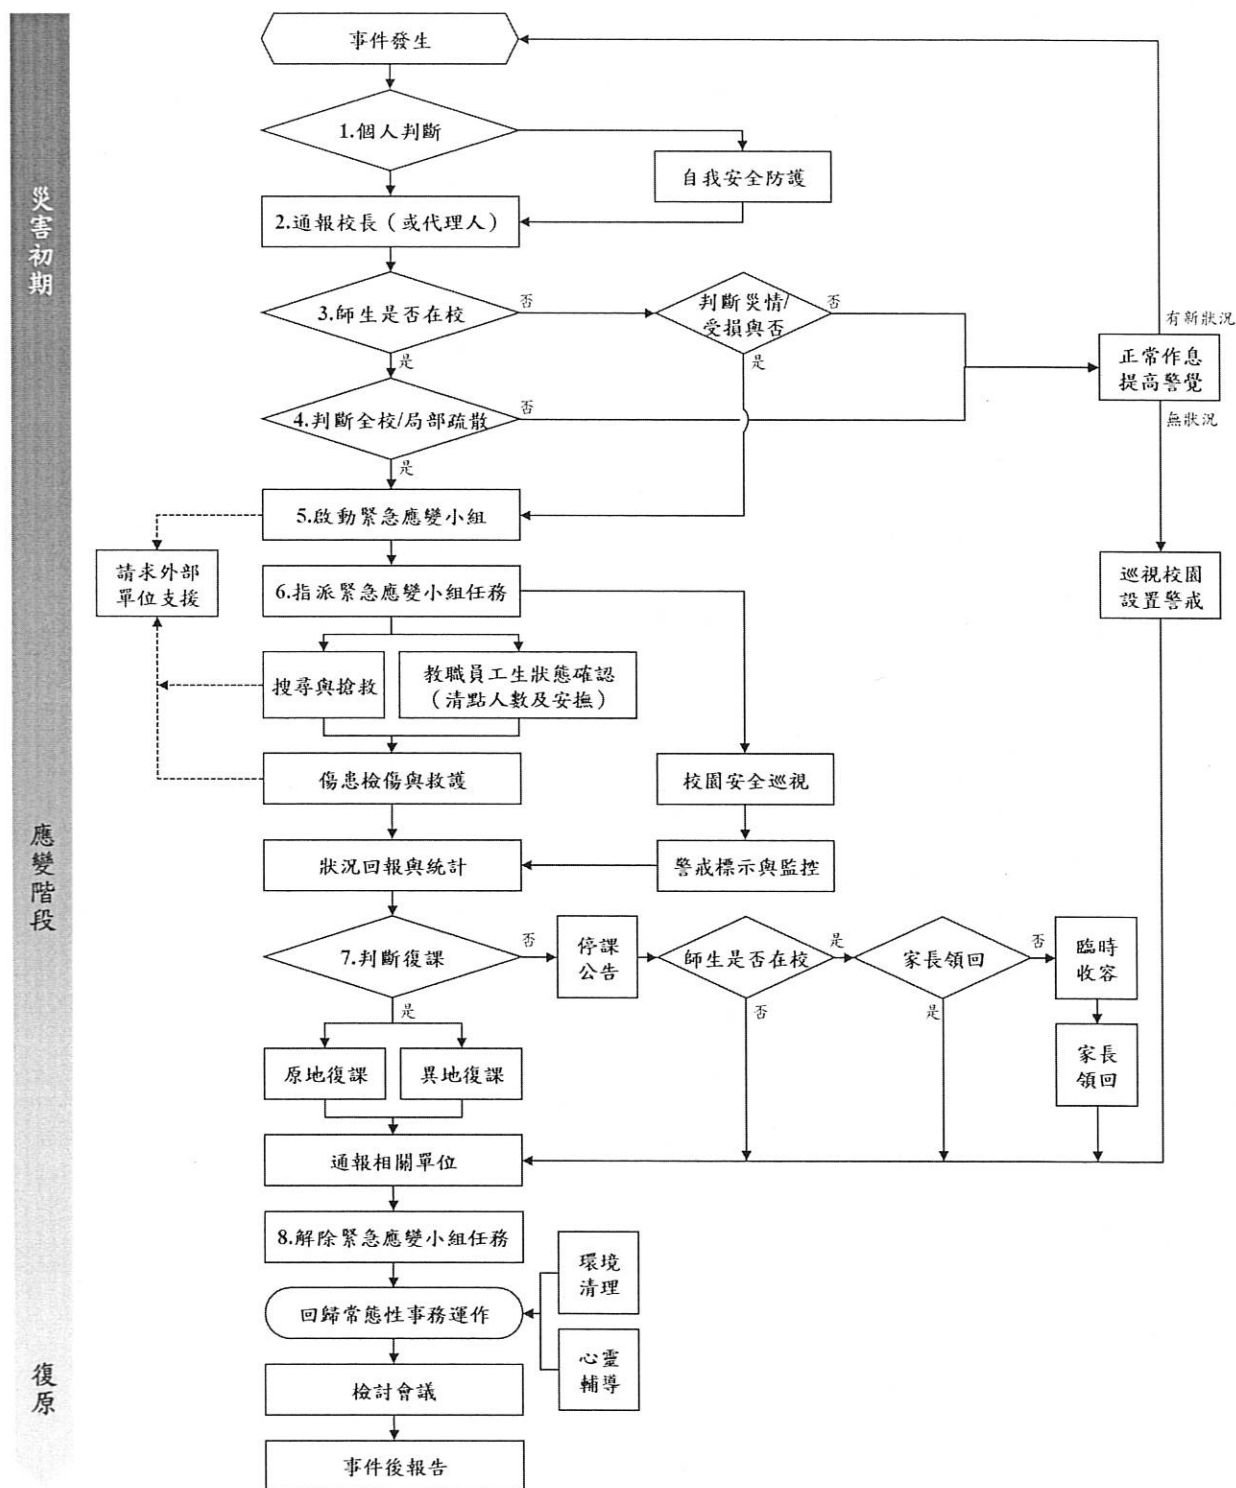 災害初期
應變階段
復原
事件發生
1.個人判斷
自我安全防護
2.通報校長（或代理人）
3.師生是否在校
否
是
判斷災情/
受損與否
否
是
有新狀況
正常作息
提高警覺
無狀況
4.判斷全校/局部疏散
否
是
5.啟動緊急應變小組
請求外部
單位支援
6.指派緊急應變小組任務
巡視校園
設置警戒
搜尋與搶救
教職員工生狀態確認
（清點人數及安撫）
傷患檢傷與救護
校園安全巡視
狀況回報與統計
警戒標示與監控
7.判斷復課
否
是
停課
公告
師生是否在校
是
否
家長領回
否
是
臨時
收容
家長
領回
原地復課
異地復課
通報相關單位
8.解除緊急應變小組任務
環境
清理
回歸常態性事務運作
心靈
輔導
檢討會議
事件後報告